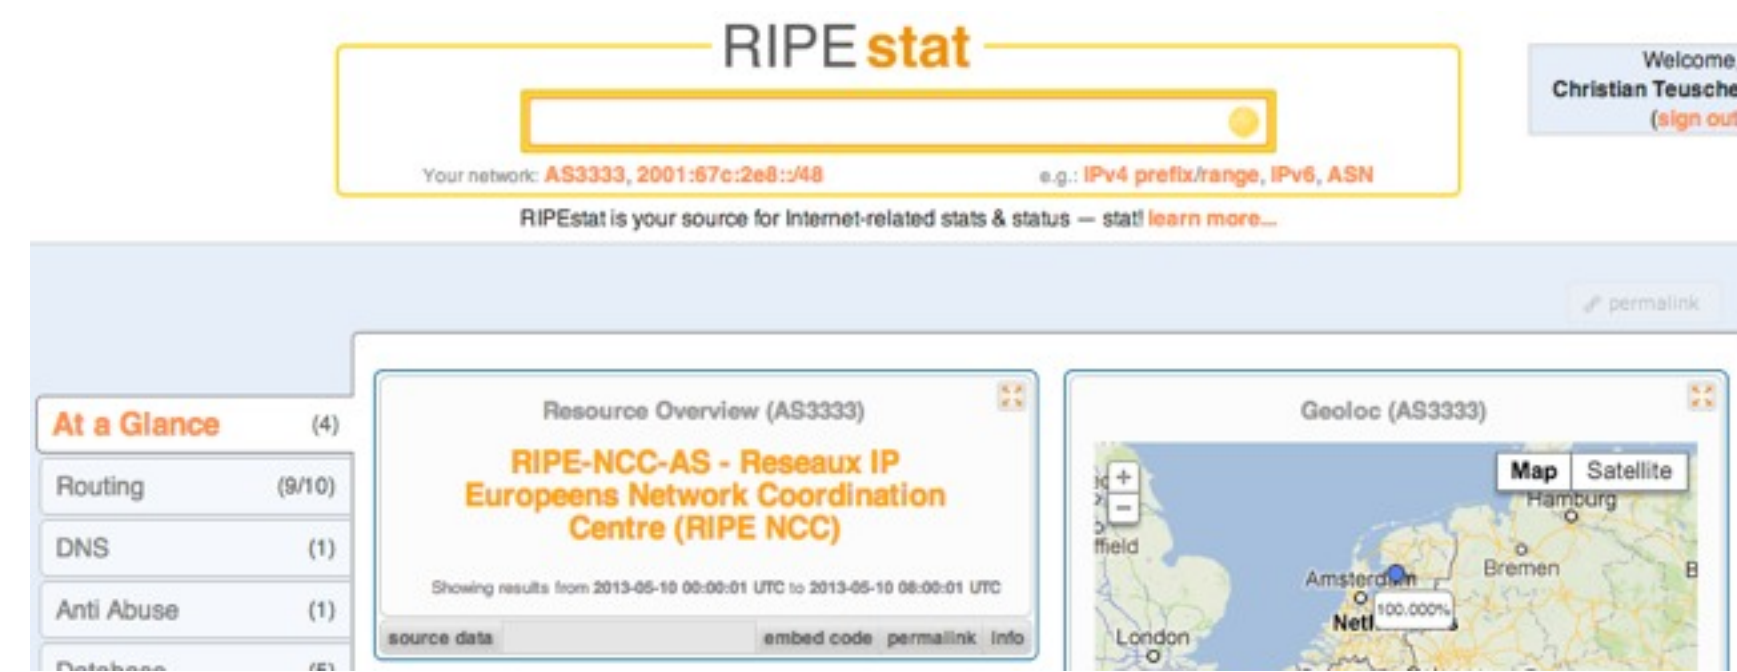 RIPE stat
Welcome,
Christian Teusche
(sign out
Your network: AS3333, 2001:67c:2e8::/48
e.g.: IPv4 prefix/range, IPv6, ASN
RIPEstat is your source for Internet-related stats & status — stat! learn more...
permalink
At a Glance (4)
Routing (9/10)
DNS (1)
Anti Abuse (1)
Database (5)
Resource Overview (AS3333)
RIPE-NCC-AS - Reseaux IP
Europeens Network Coordination
Centre (RIPE NCC)
Showing results from 2013-05-10 00:00:01 UTC to 2013-05-10 08:00:01 UTC
source data embed code permalink info
Geoloc (AS3333)
+
Map Satellite
−
Hamburg
ffield
Bremen
Amsterdam
100.000%
London